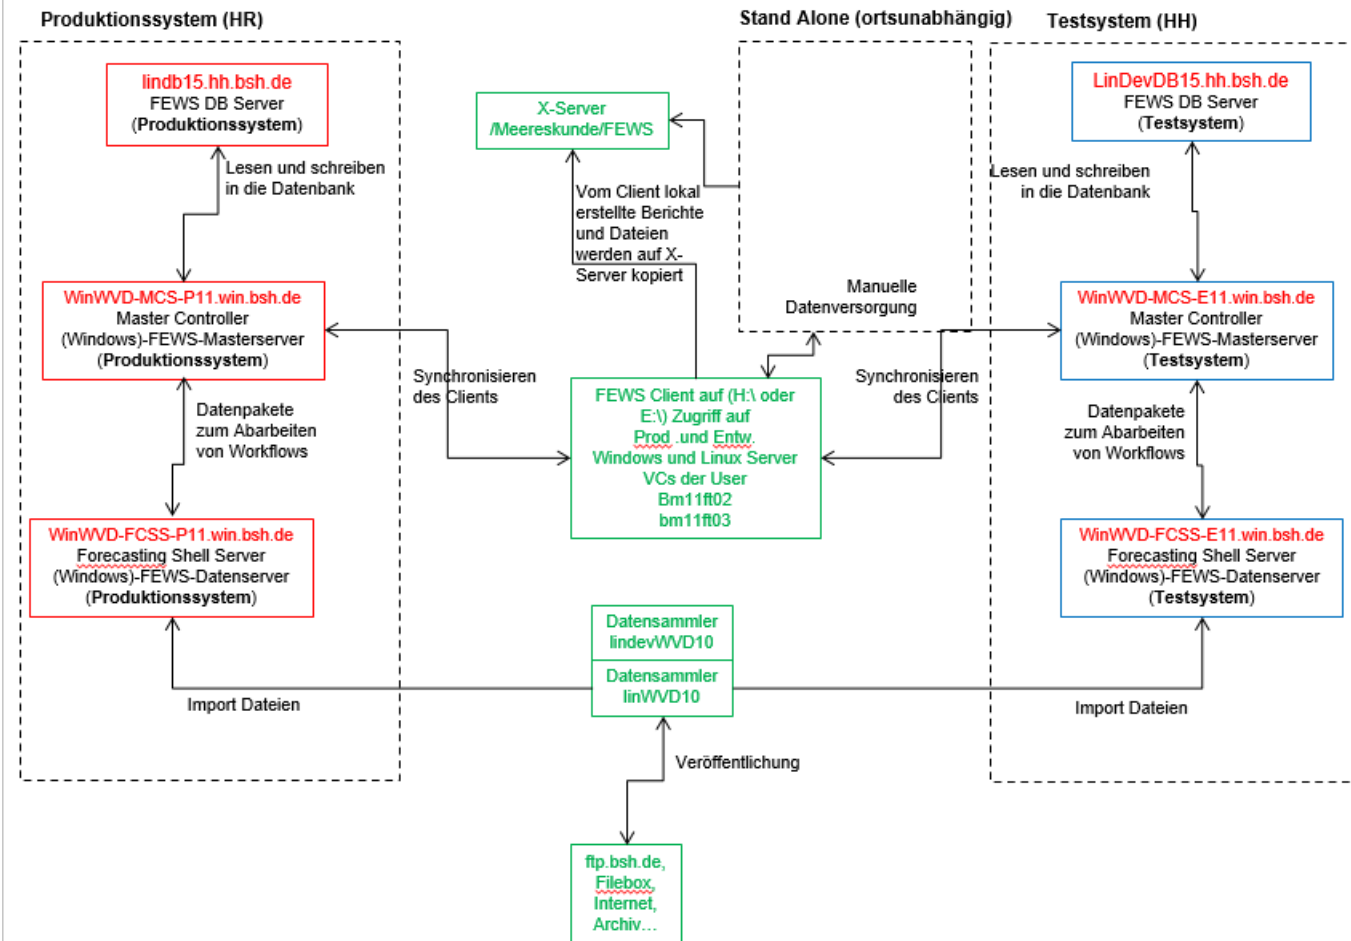 Produktionssystem (HR)
Stand Alone (ortsunabhängig)
Testsystem (HH)
lindb15.hh.bsh.de
FEWS DB Server
(Produktionssystem)
Lesen und schreiben
in die Datenbank
WinWVD-MCS-P11.win.bsh.de
Master Controller
(Windows)-FEWS-Masterserver
(Produktionssystem)
Datenpakete
zum Abarbeiten
von Workflows
WinWVD-FCSS-P11.win.bsh.de
Forecasting Shell Server
(Windows)-FEWS-Datenserver
(Produktionssystem)
Import Dateien
X-Server
/Meereskunde/FEWS
Vom Client lokal
erstellte Berichte
und Dateien
werden auf X-
Server kopiert
Manuelle
Datenversorgung
Synchronisieren
des Clients
FEWS Client auf (H:\ oder
E:\) Zugriff auf
Prod .und Entw.
Windows und Linux Server
VCs der User
Bm11ft02
bm11ft03
Synchronisieren
des Clients
Datensammler
lindevWVD10
Datensammler
linWVD10
Veröffentlichung
ftp.bsh.de,
Filebox,
Internet,
Archiv...
LinDevDB15.hh.bsh.de
FEWS DB Server
(Testsystem)
Lesen und schreiben
in die Datenbank
WinWVD-MCS-E11.win.bsh.de
Master Controller
(Windows)-FEWS-Masterserver
(Testsystem)
Datenpakete
zum Abarbeiten
von Workflows
WinWVD-FCSS-E11.win.bsh.de
Forecasting Shell Server
(Windows)-FEWS-Datenserver
(Testsystem)
Import Dateien